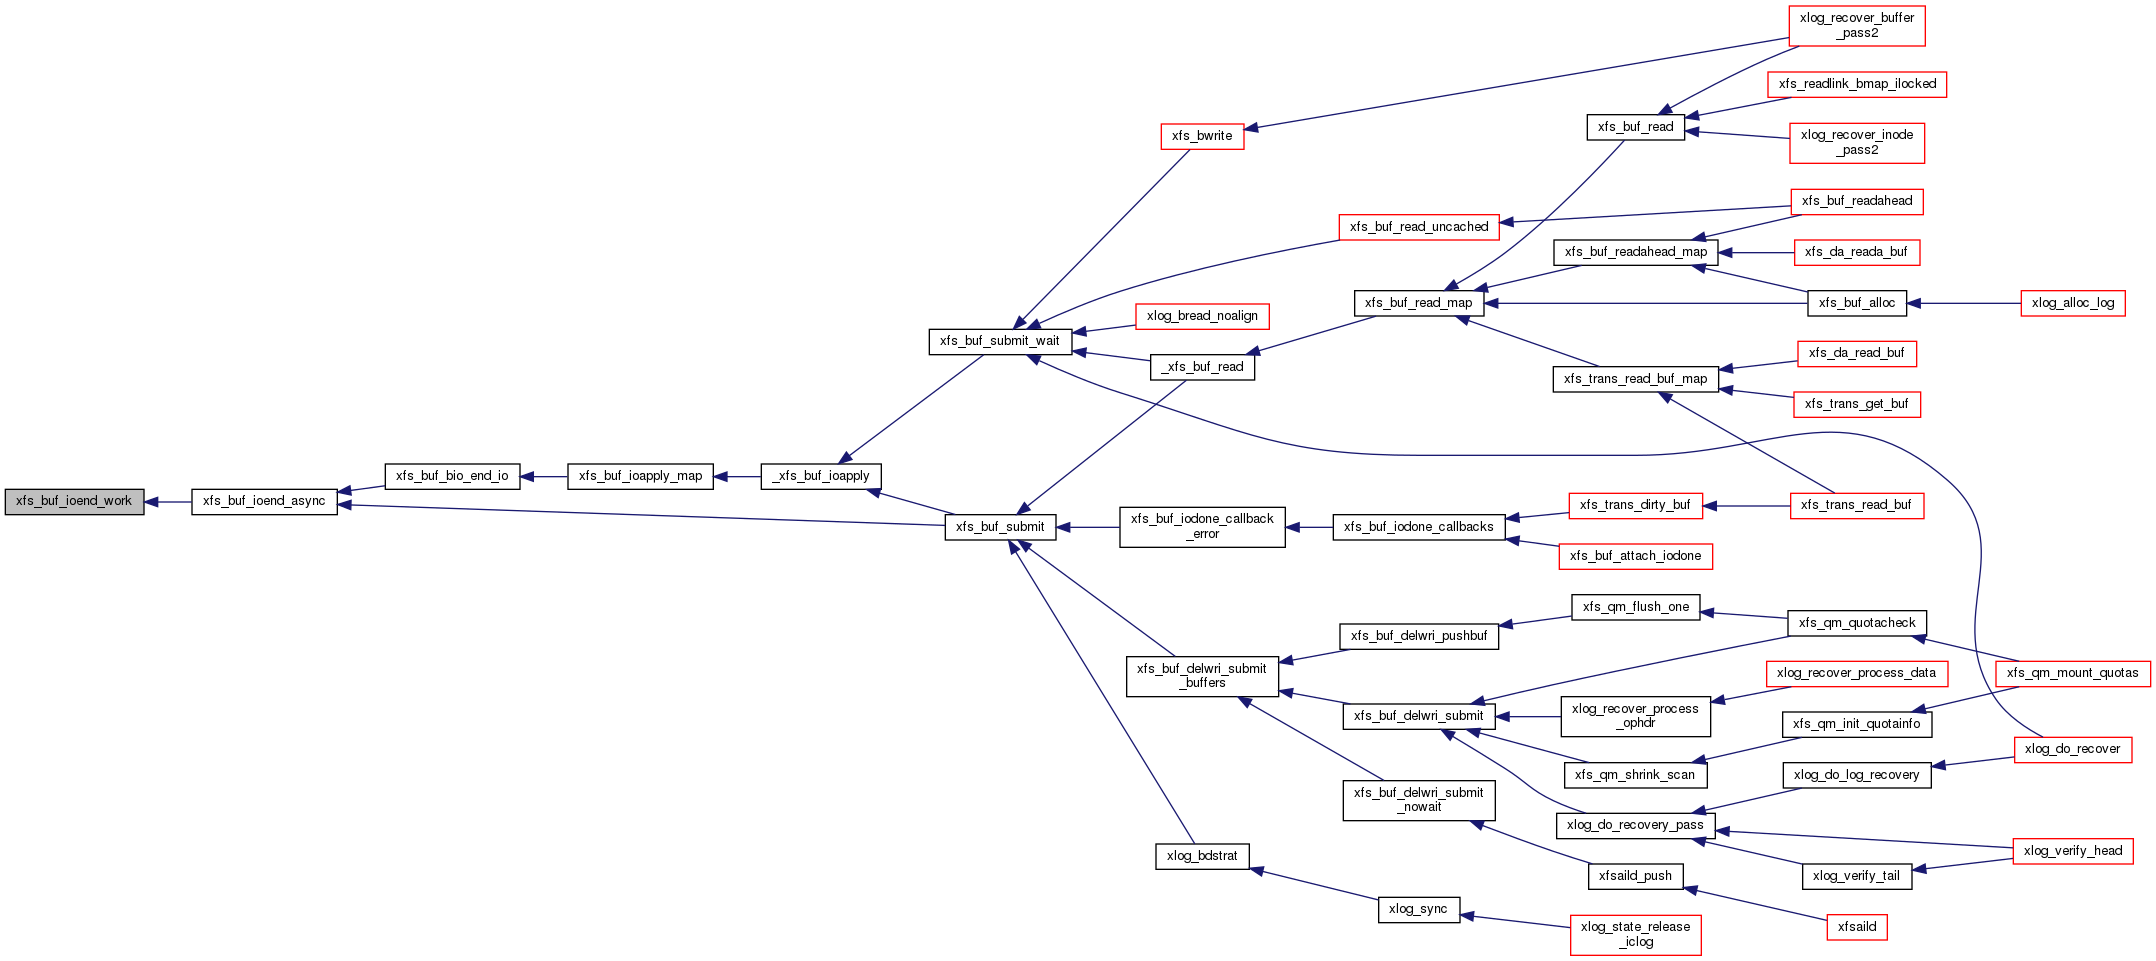 xfs_buf_ioend_work
xfs_buf_ioend_async
xfs_buf_bio_end_io
xfs_buf_ioapply_map
_xfs_buf_ioapply
xfs_buf_submit_wait
xfs_buf_submit
xfs_bwrite
xfs_buf_read_uncached
xlog_bread_noalign
_xfs_buf_read
xfs_buf_iodone_callback
_error
xfs_buf_delwri_submit
_buffers
xlog_bdstrat
xfs_buf_read_map
xfs_buf_iodone_callbacks
xfs_buf_delwri_pushbuf
xfs_buf_delwri_submit
xfs_buf_delwri_submit
_nowait
xlog_sync
xfs_buf_read
xfs_buf_readahead_map
xfs_trans_read_buf_map
xfs_trans_dirty_buf
xfs_buf_attach_iodone
xfs_qm_flush_one
xlog_recover_process
_ophdr
xfs_qm_shrink_scan
xlog_do_recovery_pass
xfsaild_push
xlog_state_release
_iclog
xlog_recover_buffer
_pass2
xfs_readlink_bmap_ilocked
xlog_recover_inode
_pass2
xfs_buf_readahead
xfs_da_reada_buf
xfs_buf_alloc
xfs_da_read_buf
xfs_trans_get_buf
xfs_trans_read_buf
xfs_qm_quotacheck
xlog_recover_process_data
xfs_qm_init_quotainfo
xlog_do_log_recovery
xlog_verify_tail
xfsaild
xlog_alloc_log
xfs_qm_mount_quotas
xlog_do_recover
xlog_verify_head